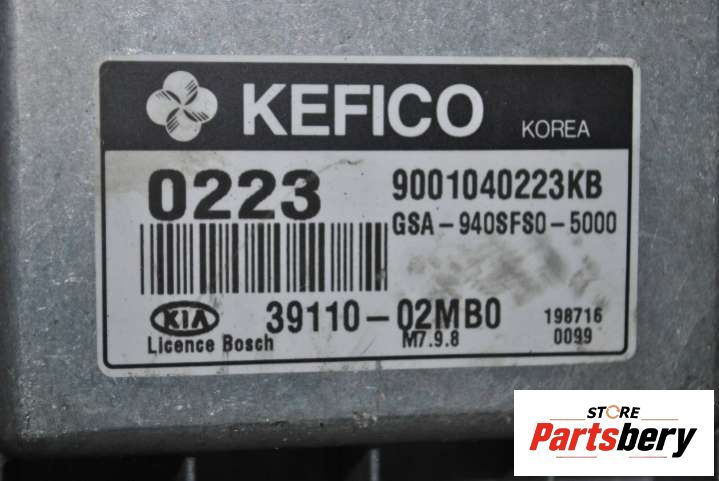 KEFICO KOREA
0223 9001040223KB
GSA-940SFS0-5000
KIA 39110-02MB0 198716
Licence Bosch M7.9.8 0099
STORE
Partsbery